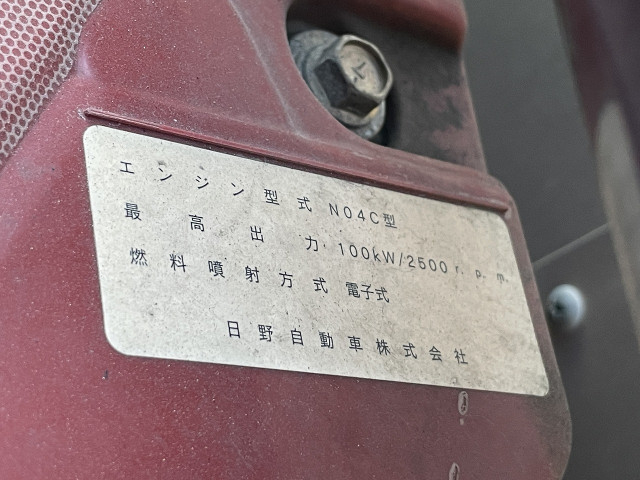 エンジン型式 N04C型
最高出力 100kW/2500r.p.m.
燃料噴射方式 電子式
日野自動車株式会社